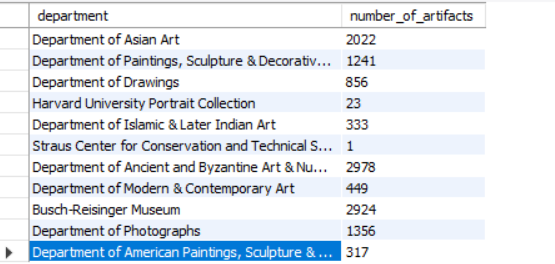 department number_of_artifacts
Department of Asian Art 2022
Department of Paintings, Sculpture & Decorativ... 1241
Department of Drawings 856
Harvard University Portrait Collection 23
Department of Islamic & Later Indian Art 333
Straus Center for Conservation and Technical S... 1
Department of Ancient and Byzantine Art & Nu... 2978
Department of Modern & Contemporary Art 449
Busch-Reisinger Museum 2924
Department of Photographs 1356
Department of American Paintings, Sculpture & ... 317